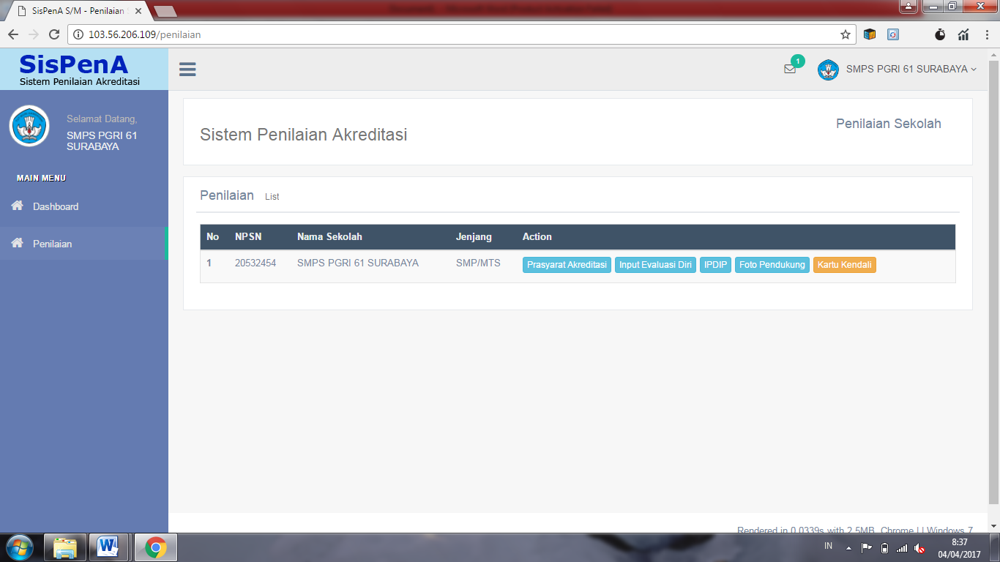 SisPenA S/M - Penilaian
103.56.206.109/penilaian
SisPenA
Sistem Penilaian Akreditasi
1
SMPS PGRI 61 SURABAYA
Selamat Datang,
SMPS PGRI 61
SURABAYA
MAIN MENU
Dashboard
Penilaian
Sistem Penilaian Akreditasi
Penilaian Sekolah
Penilaian List
No NPSN Nama Sekolah Jenjang Action
1 20532454 SMPS PGRI 61 SURABAYA SMP/MTS Prasyarat Akreditasi Input Evaluasi Diri IPDIP Foto Pendukung Kartu Kendali
Rendered in 0.0339s with 2.5MB. Chrome | | Windows 7
IN
8:37
04/04/2017